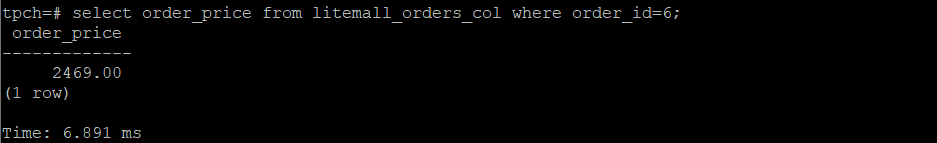 tpch=# select order_price from litemall_orders_col where order_id=6;
 order_price
-------------
     2469.00
(1 row)

Time: 6.891 ms